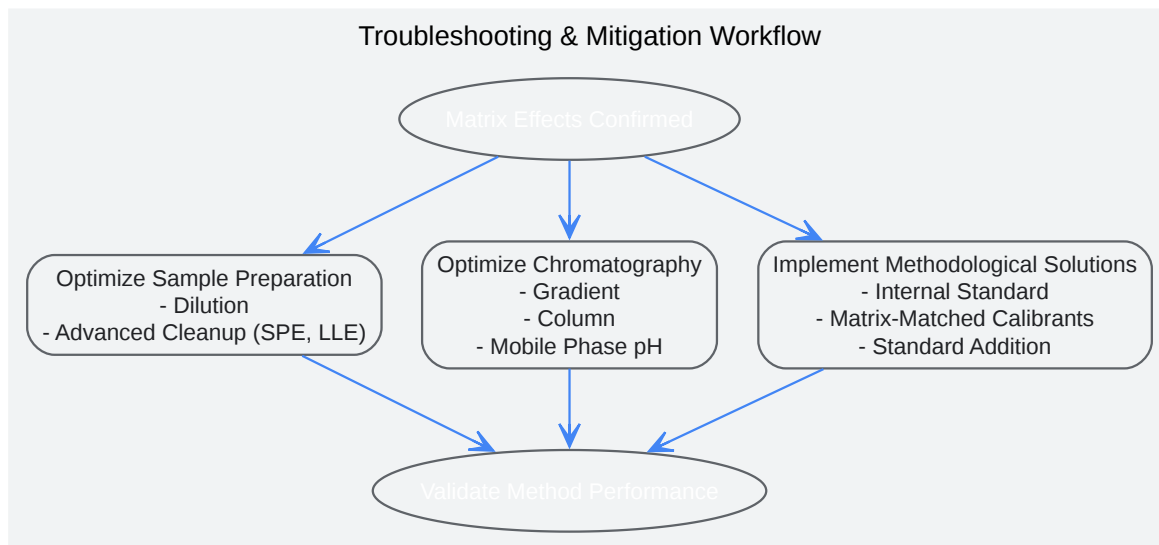 Troubleshooting & Mitigation Workflow
Matrix Effects Confirmed
Optimize Sample Preparation
- Dilution
- Advanced Cleanup (SPE, LLE)
Optimize Chromatography
- Gradient
- Column
- Mobile Phase pH
Implement Methodological Solutions
- Internal Standard
- Matrix-Matched Calibrants
- Standard Addition
Validate Method Performance